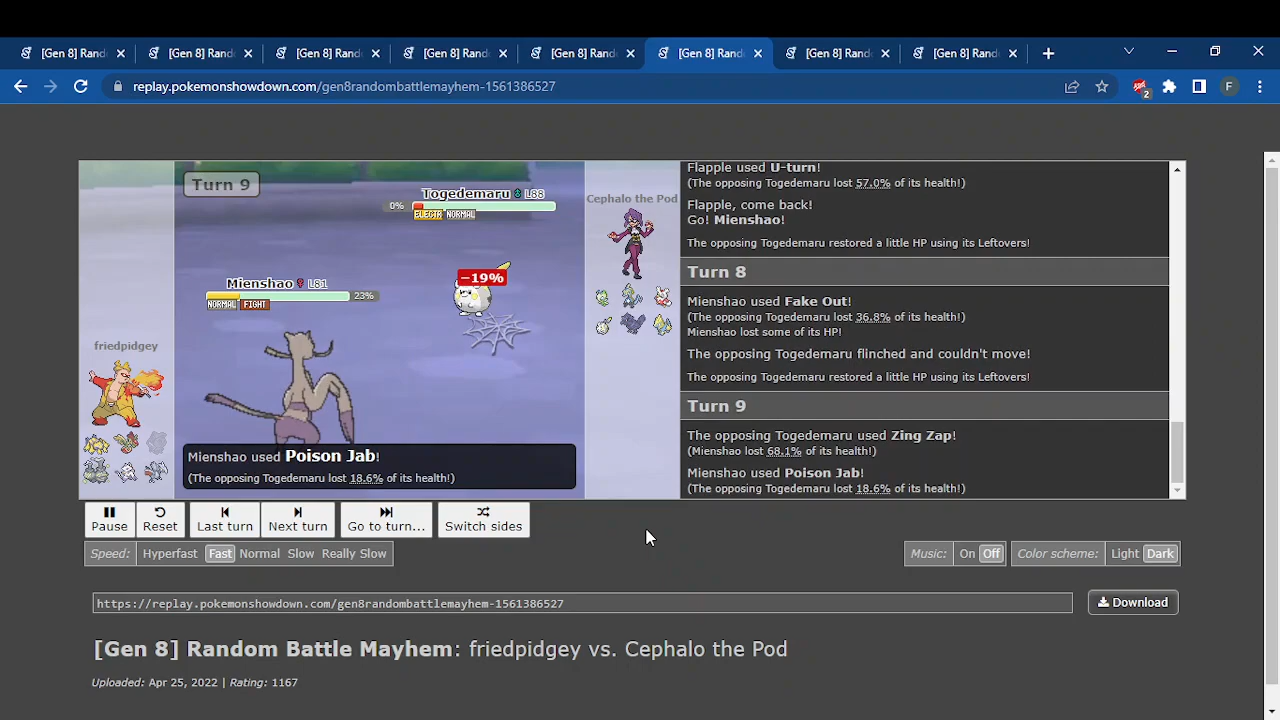 [Gen 8] Rando
[Gen 8] Rando
[Gen 8] Rando
[Gen 8] Rando
[Gen 8] Rando
[Gen 8] Rando
[Gen 8] Rando
[Gen 8] Rando
replay.pokemonshowdown.com/gen8randombattlemayhem-1561386527
2
F
Turn 9
Togedemaru L88
0%
ELECTR NORMAL
Mienshao L81
23%
NORMAL FIGHT
-19%
friedpidgey
Cephalo the Pod
Mienshao used Poison Jab!
(The opposing Togedemaru lost 18.6% of its health!)
Flapple used U-turn!
(The opposing Togedemaru lost 57.0% of its health!)
Flapple, come back!
Go! Mienshao!
The opposing Togedemaru restored a little HP using its Leftovers!
Turn 8
Mienshao used Fake Out!
(The opposing Togedemaru lost 36.8% of its health!)
Mienshao lost some of its HP!
The opposing Togedemaru flinched and couldn't move!
The opposing Togedemaru restored a little HP using its Leftovers!
Turn 9
The opposing Togedemaru used Zing Zap!
(Mienshao lost 68.1% of its health!)
Mienshao used Poison Jab!
(The opposing Togedemaru lost 18.6% of its health!)
Pause Reset Last turn Next turn Go to turn... Switch sides
Speed: Hyperfast Fast Normal Slow Really Slow
Music: On Off Color scheme: Light Dark
https://replay.pokemonshowdown.com/gen8randombattlemayhem-1561386527
Download
[Gen 8] Random Battle Mayhem: friedpidgey vs. Cephalo the Pod
Uploaded: Apr 25, 2022 | Rating: 1167